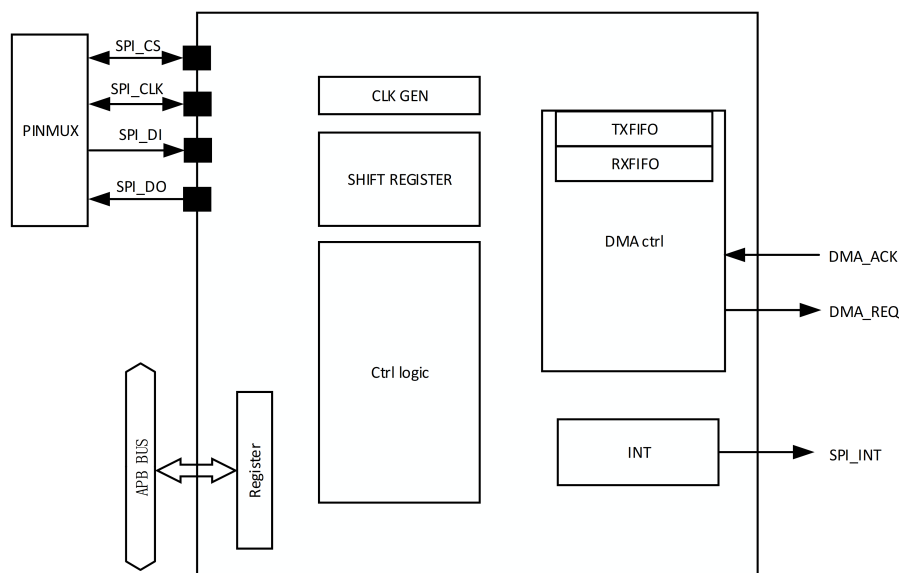 SPI_CS
SPI_CLK
PINMUX
SPI_DI
SPI_DO
CLK GEN
SHIFT REGISTER
Ctrl logic
TXFIFO
RXFIFO
DMA ctrl
DMA_ACK
DMA_REQ
APB BUS
Register
INT
SPI_INT